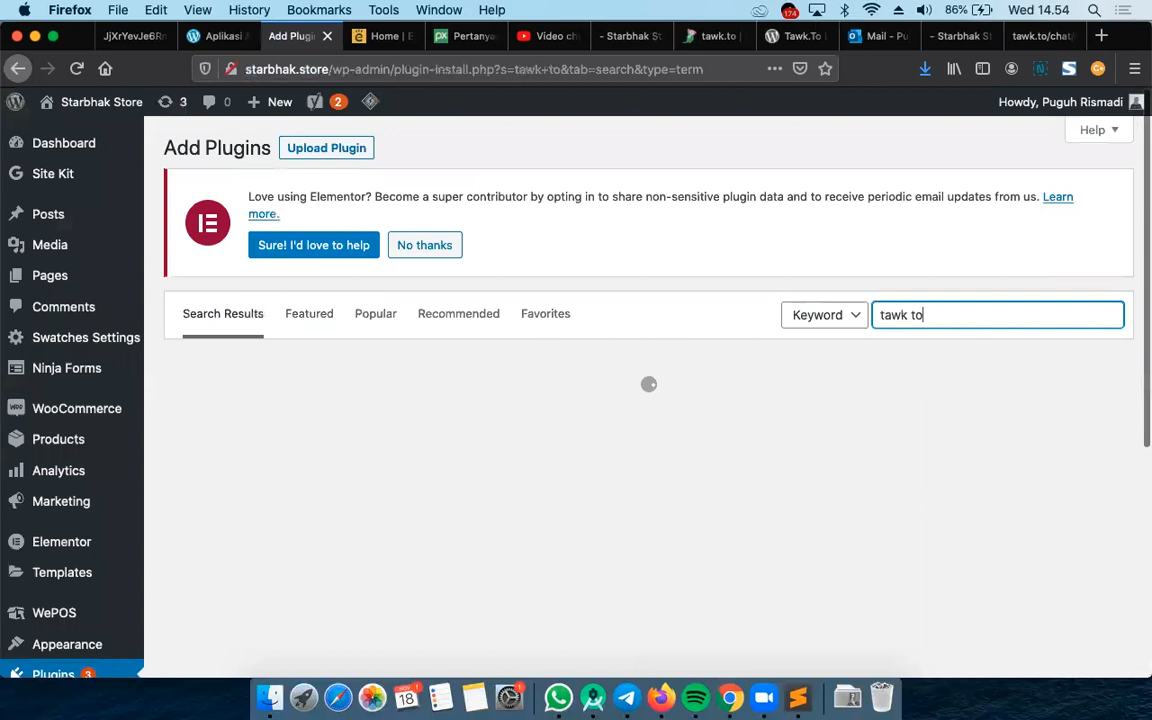 Firefox File Edit View History Bookmarks Tools Window Help 174 86% Wed 14.54
JjXrYevJe6Rn Aplikasi Add Plugi Home | E Pertanya Video ch - Starbhak St tawk.to | Tawk.To Mail - Pu - Starbhak S tawk.to/chat/
starbhak.store/wp-admin/plugin-install.php?s=tawk+to&tab=search&type=term
Starbhak Store 3 0 New 2 Howdy, Puguh Rismadi
Help
Dashboard
Site Kit
Posts
Media
Pages
Comments
Swatches Settings
Ninja Forms
WooCommerce
Products
Analytics
Marketing
Elementor
Templates
WePOS
Appearance
Plugins 3
Add Plugins Upload Plugin
Love using Elementor? Become a super contributor by opting in to share non-sensitive plugin data and to receive periodic email updates from us. Learn
more.
Sure! I'd love to help No thanks
Search Results Featured Popular Recommended Favorites Keyword tawk to
NOV
18
1
1